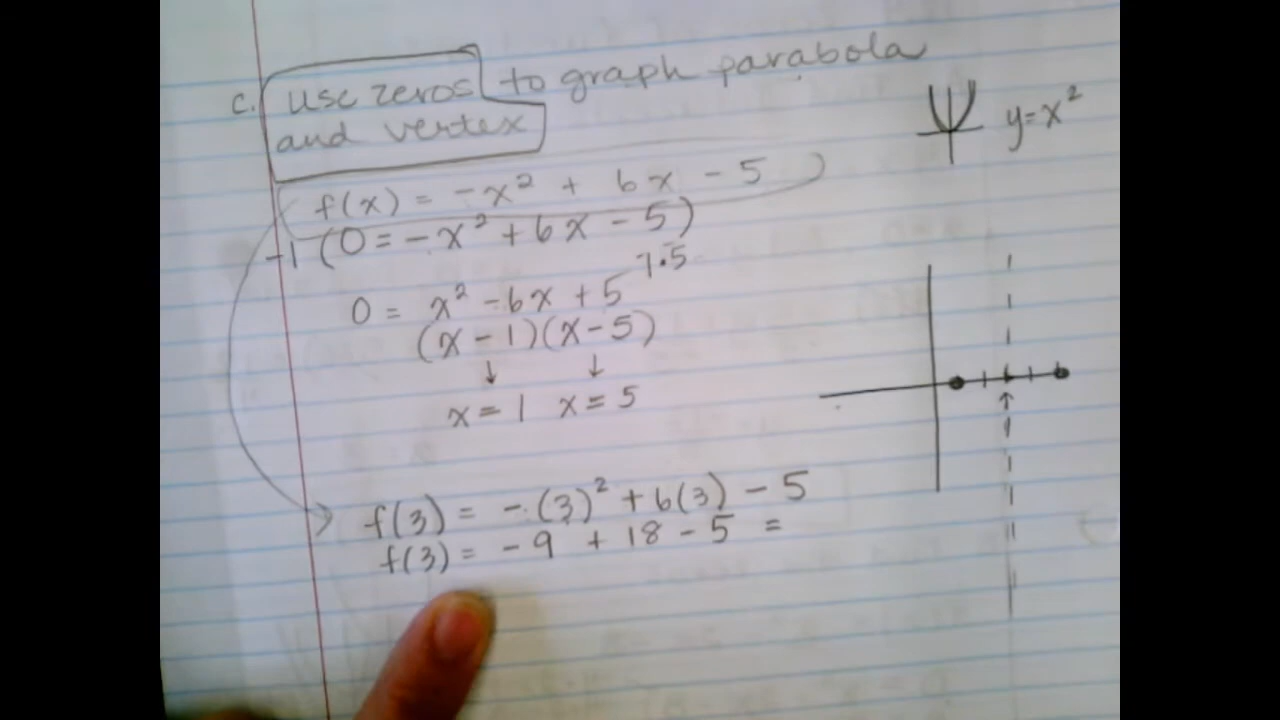 c. use zeros to graph parabola
and vertex
y=x²
f(x) = -x² + 6x - 5
-1 (0 = -x² + 6x - 5)
1·5
0 = x² - 6x + 5
(x - 1)(x - 5)
↓ ↓
x = 1 x = 5
f(3) = -(3)² + 6(3) - 5
f(3) = -9 + 18 - 5 =